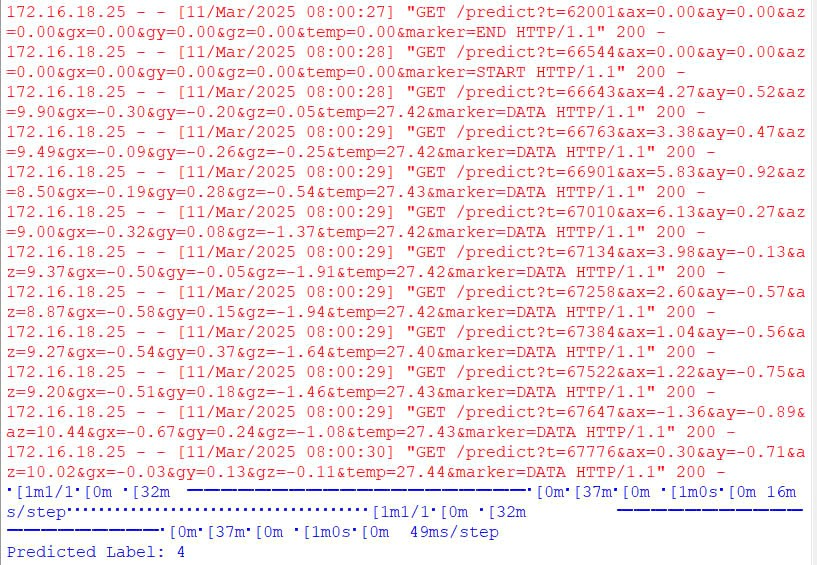 172.16.18.25 - - [11/Mar/2025 08:00:27] "GET /predict?t=62001&ax=0.00&ay=0.00&az
=0.00&gx=0.00&gy=0.00&gz=0.00&temp=0.00&marker=END HTTP/1.1" 200 -
172.16.18.25 - - [11/Mar/2025 08:00:28] "GET /predict?t=66544&ax=0.00&ay=0.00&az
=0.00&gx=0.00&gy=0.00&gz=0.00&temp=0.00&marker=START HTTP/1.1" 200 -
172.16.18.25 - - [11/Mar/2025 08:00:28] "GET /predict?t=66643&ax=4.27&ay=0.52&az
=9.90&gx=-0.30&gy=-0.20&gz=0.05&temp=27.42&marker=DATA HTTP/1.1" 200 -
172.16.18.25 - - [11/Mar/2025 08:00:29] "GET /predict?t=66763&ax=3.38&ay=0.47&az
=9.49&gx=-0.09&gy=-0.26&gz=-0.25&temp=27.42&marker=DATA HTTP/1.1" 200 -
172.16.18.25 - - [11/Mar/2025 08:00:29] "GET /predict?t=66901&ax=5.83&ay=0.92&az
=8.50&gx=-0.19&gy=0.28&gz=-0.54&temp=27.43&marker=DATA HTTP/1.1" 200 -
172.16.18.25 - - [11/Mar/2025 08:00:29] "GET /predict?t=67010&ax=6.13&ay=0.27&az
=9.00&gx=-0.32&gy=0.08&gz=-1.37&temp=27.42&marker=DATA HTTP/1.1" 200 -
172.16.18.25 - - [11/Mar/2025 08:00:29] "GET /predict?t=67134&ax=3.98&ay=-0.13&a
z=9.37&gx=-0.50&gy=-0.05&gz=-1.91&temp=27.42&marker=DATA HTTP/1.1" 200 -
172.16.18.25 - - [11/Mar/2025 08:00:29] "GET /predict?t=67258&ax=2.60&ay=-0.57&a
z=8.87&gx=-0.58&gy=0.15&gz=-1.94&temp=27.42&marker=DATA HTTP/1.1" 200 -
172.16.18.25 - - [11/Mar/2025 08:00:29] "GET /predict?t=67384&ax=1.04&ay=-0.56&a
z=9.27&gx=-0.54&gy=0.37&gz=-1.64&temp=27.40&marker=DATA HTTP/1.1" 200 -
172.16.18.25 - - [11/Mar/2025 08:00:29] "GET /predict?t=67522&ax=1.22&ay=-0.75&a
z=9.20&gx=-0.51&gy=0.18&gz=-1.46&temp=27.43&marker=DATA HTTP/1.1" 200 -
172.16.18.25 - - [11/Mar/2025 08:00:29] "GET /predict?t=67647&ax=-1.36&ay=-0.89&
az=10.44&gx=-0.67&gy=0.24&gz=-1.08&temp=27.43&marker=DATA HTTP/1.1" 200 -
172.16.18.25 - - [11/Mar/2025 08:00:30] "GET /predict?t=67776&ax=0.30&ay=-0.71&a
z=10.02&gx=-0.03&gy=0.13&gz=-0.11&temp=27.44&marker=DATA HTTP/1.1" 200 -
·[1m1/1·[0m ·[32m ━━━━━━━━━━━━━━━━━━━━·[0m·[37m·[0m ·[1m0s·[0m 16m
s/step····································[1m1/1·[0m ·[32m ━━━━━━━━━━━
━━━━━━━━━·[0m·[37m·[0m ·[1m0s·[0m 49ms/step
Predicted Label: 4